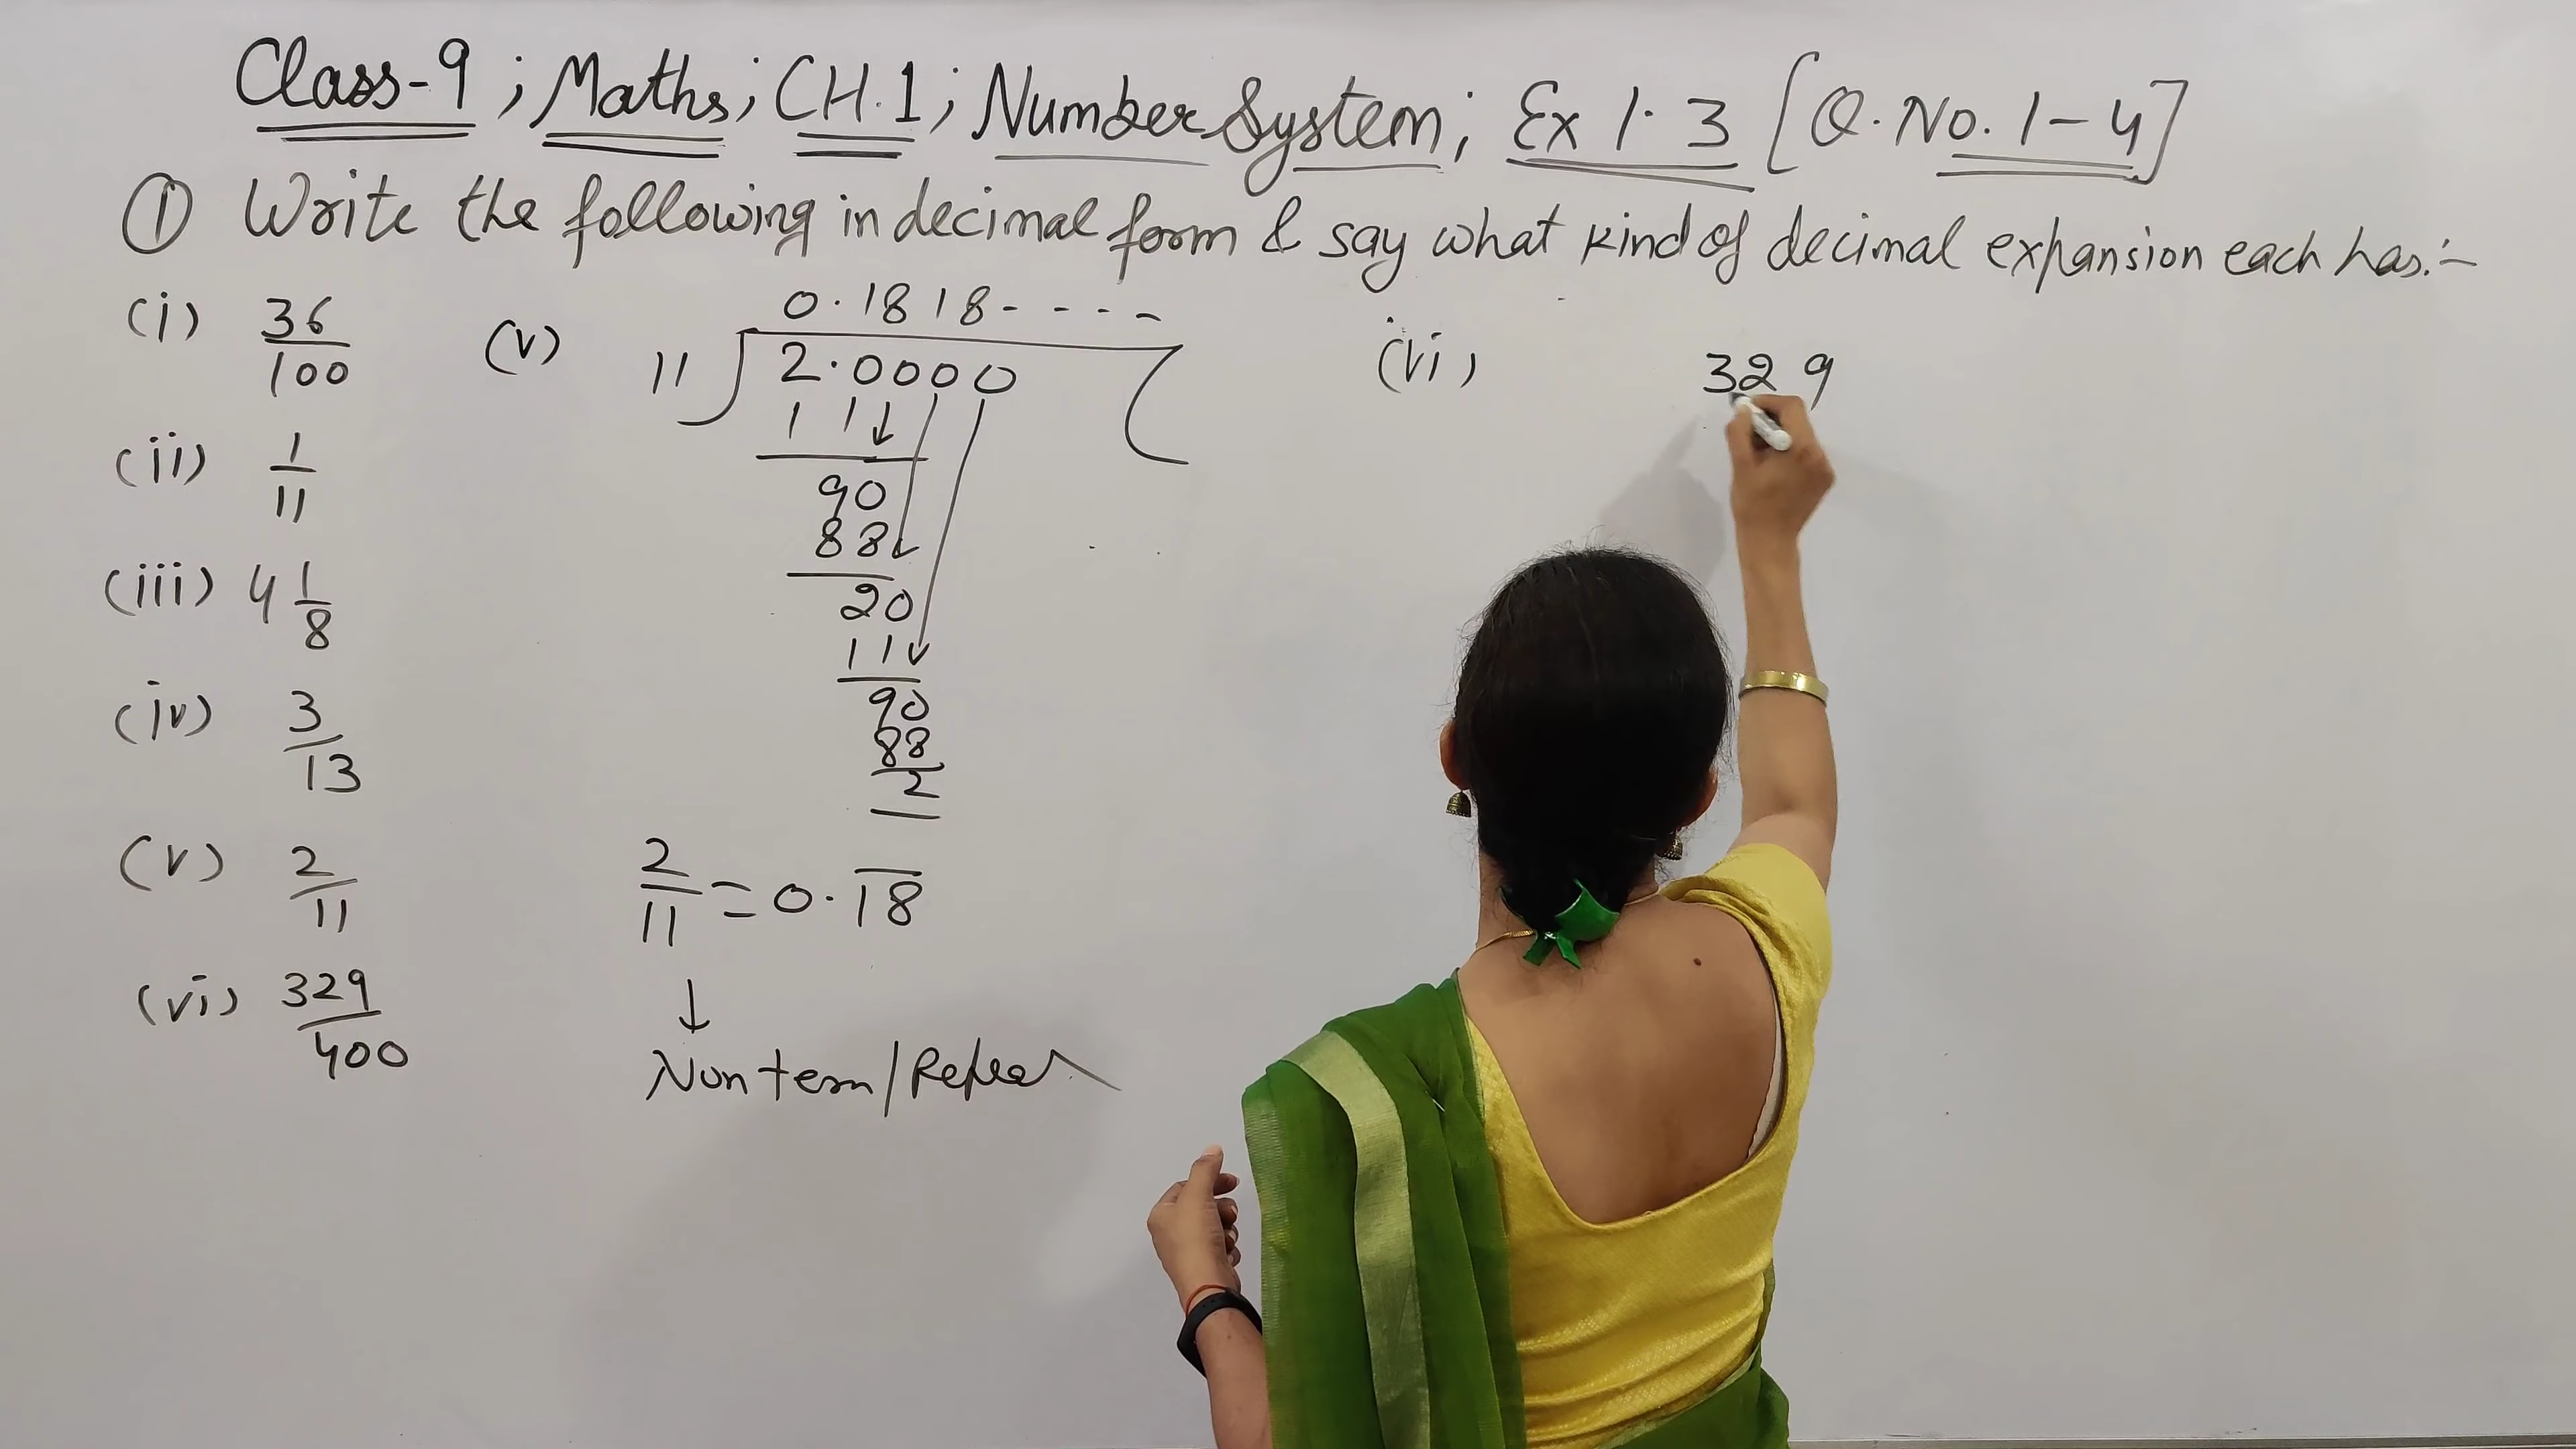 Class-9 ; Maths; CH.1; Number System; Ex 1.3 [Q.No. 1-4]
① Write the following in decimal form & say what kind of decimal expansion each has:-
(i) 36/100
(ii) 1/11
(iii) 4 1/8
(iv) 3/13
(v) 2/11
(vi) 329/400
(v)
0.1818- - - -
11 2.0000
11
90
88
20
11
90
88
2
2/11 = 0.1̅8̅
↓
Non term/Repea
(vi) 329